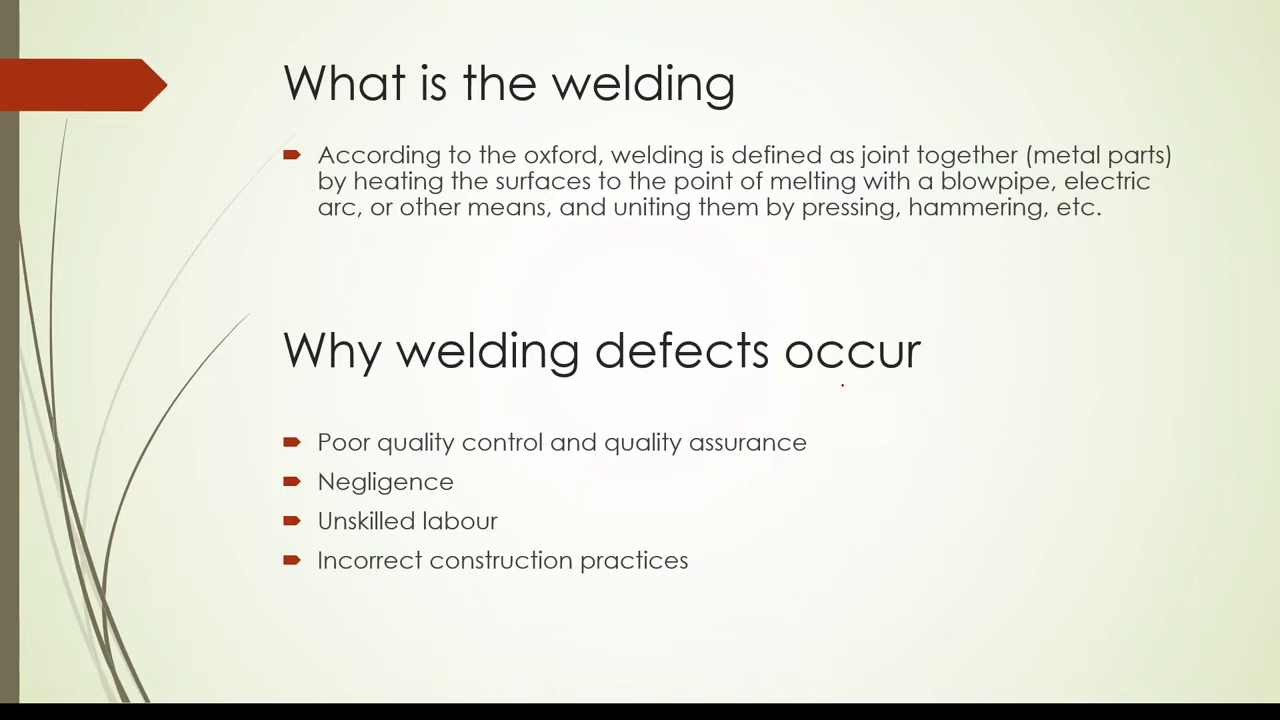 What is the welding
According to the oxford, welding is defined as joint together (metal parts)
by heating the surfaces to the point of melting with a blowpipe, electric
arc, or other means, and uniting them by pressing, hammering, etc.
Why welding defects occur
Poor quality control and quality assurance
Negligence
Unskilled labour
Incorrect construction practices